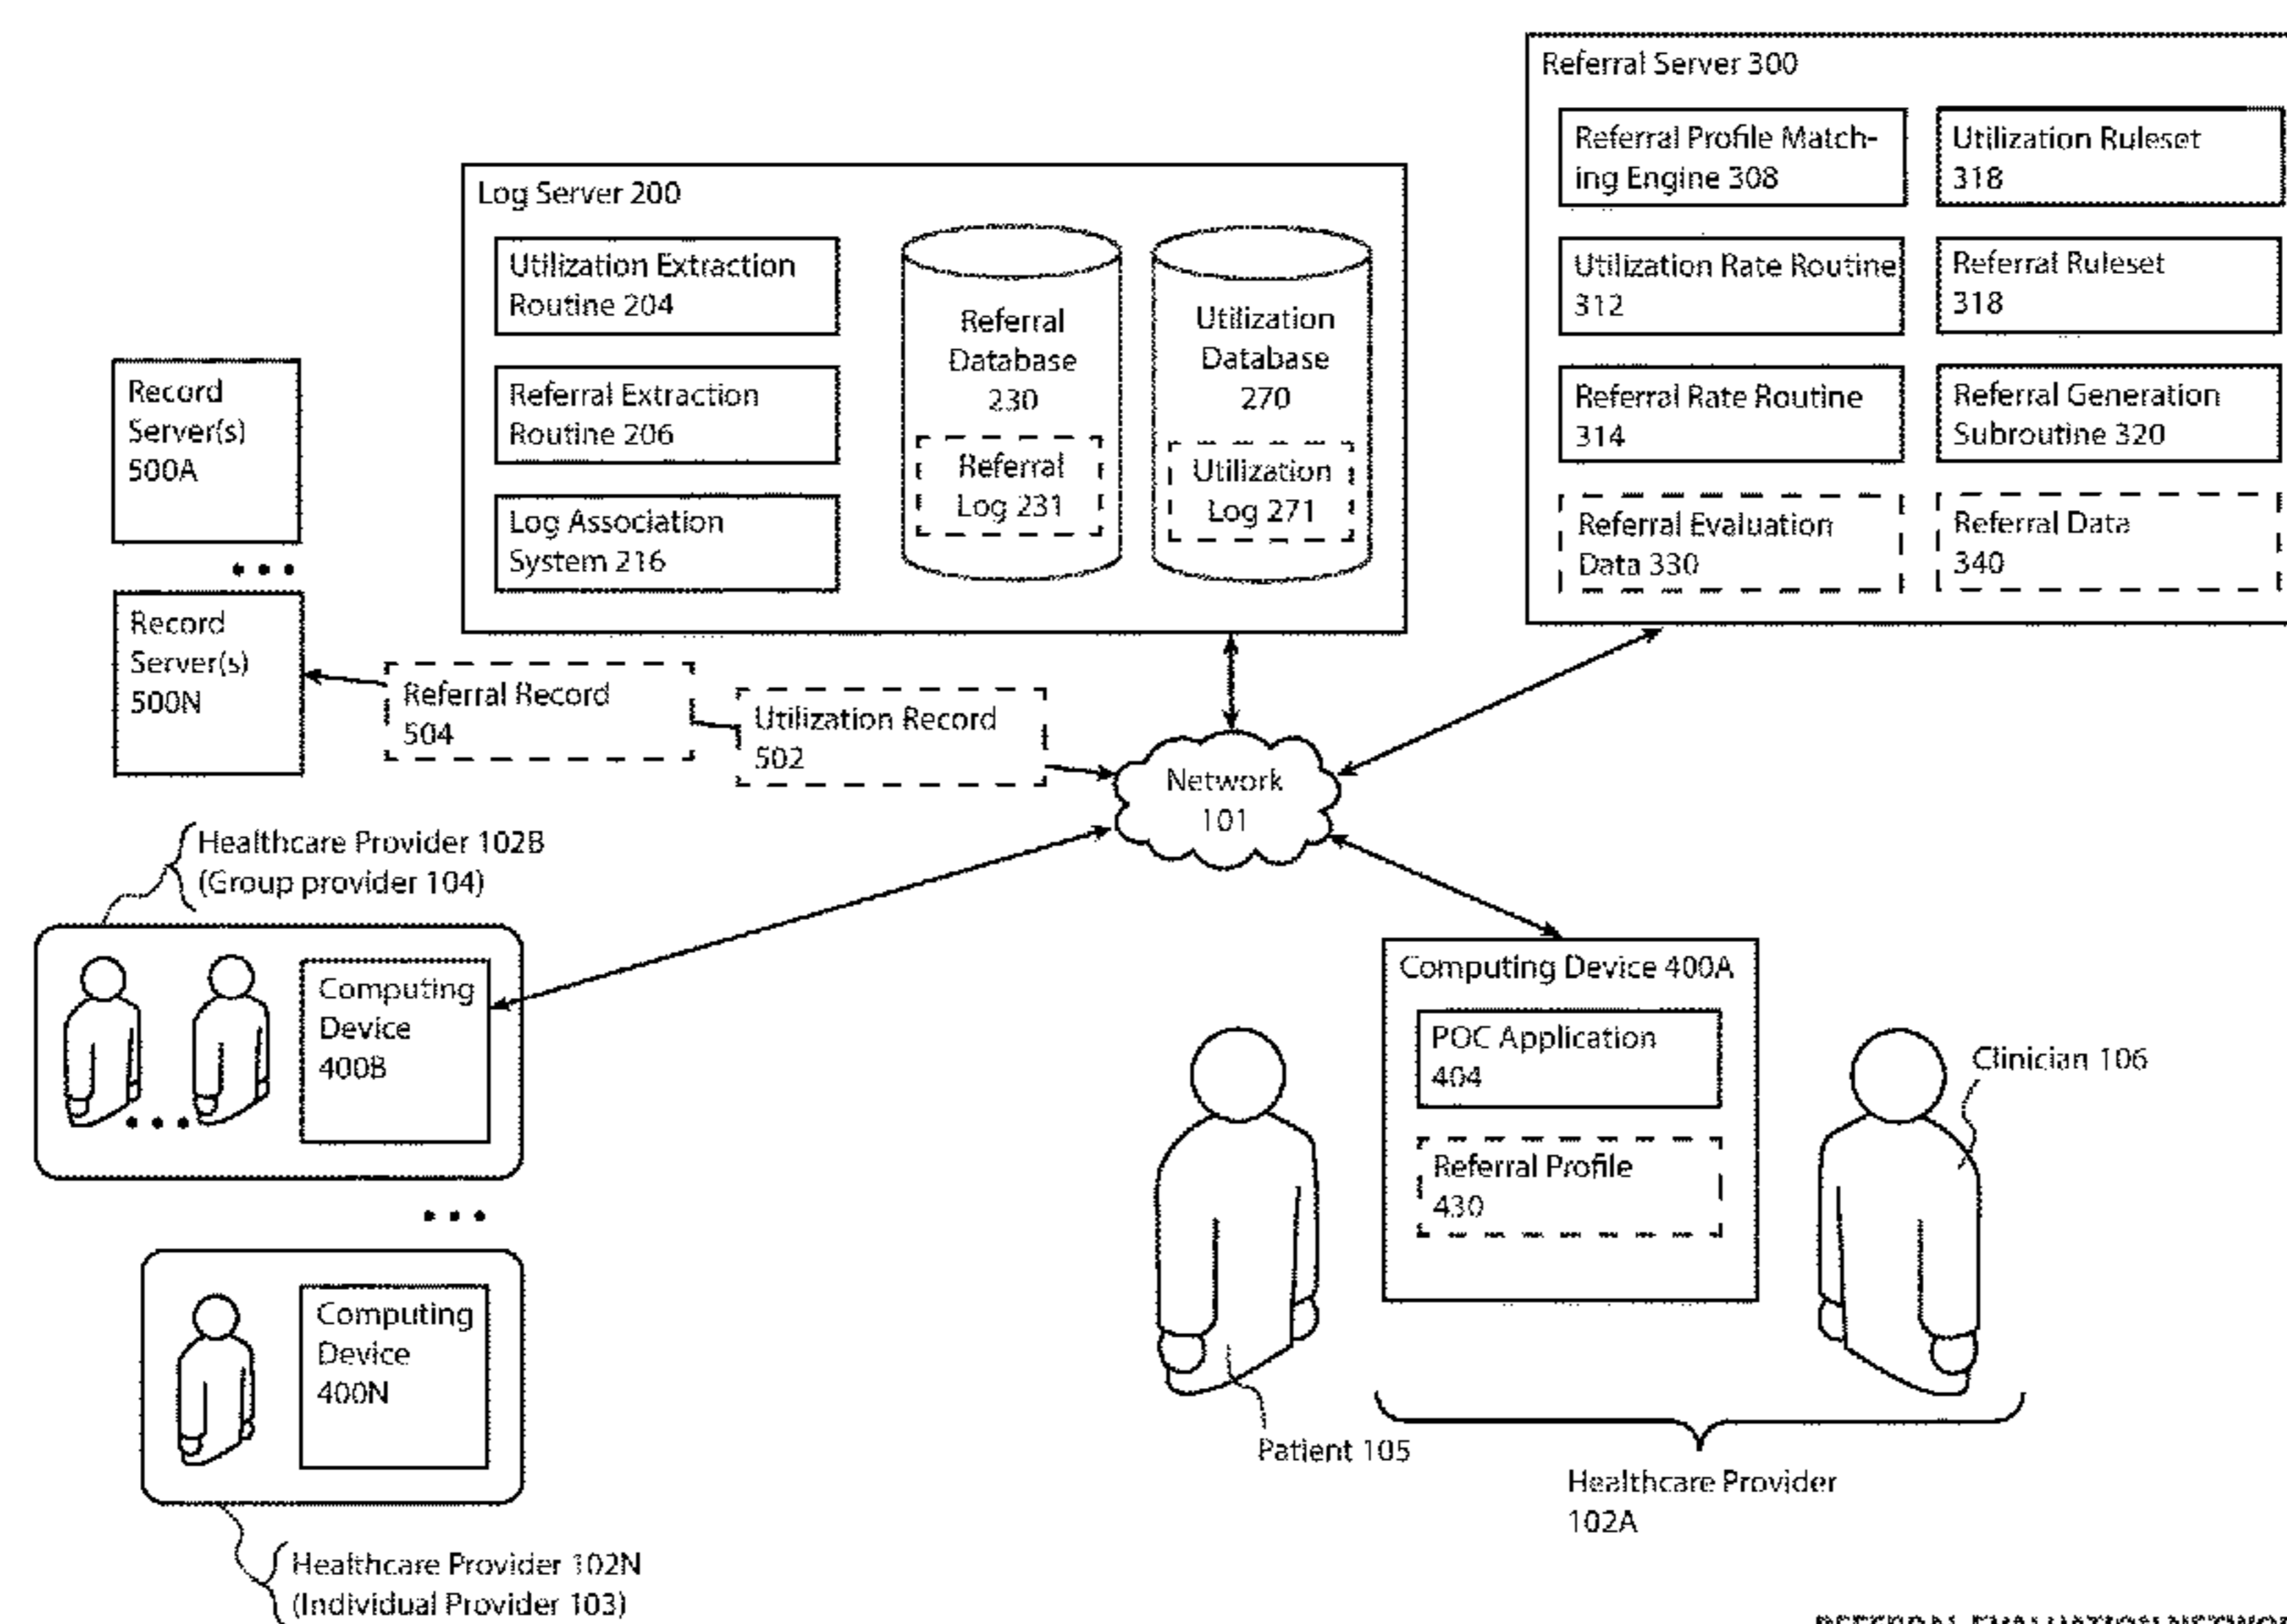 Referral Server 300
Referral Profile Match-
ing Engine 308
Utilization Ruleset
318
Utilization Rate Routine
312
Referral Ruleset
318
Referral Rate Routine
314
Referral Generation
Subroutine 320
Referral Evaluation
Data 330
Referral Data
340
Log Server 200
Utilization Extraction
Routine 204
Referral Extraction
Routine 206
Log Association
System 216
Referral
Database
230
Referral
Log 231
Utilization
Database
270
Utilization
Log 271
Record
Server(s)
500A
Record
Server(s)
500N
Referral Record
504
Utilization Record
502
Network
101
Healthcare Provider 102B
(Group provider 104)
Computing
Device
400B
Computing
Device
400N
Healthcare Provider 102N
(Individual Provider 103)
Computing Device 400A
POC Application
404
Referral Profile
430
Clinician 106
Patient 105
Healthcare Provider
102A
REFERRAL EVALUATION